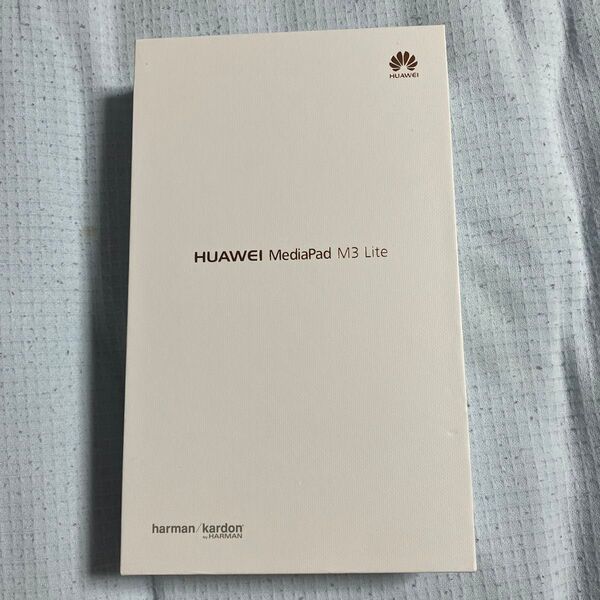 HUAWEI
HUAWEI MediaPad M3 Lite
harman/kardon
by HARMAN